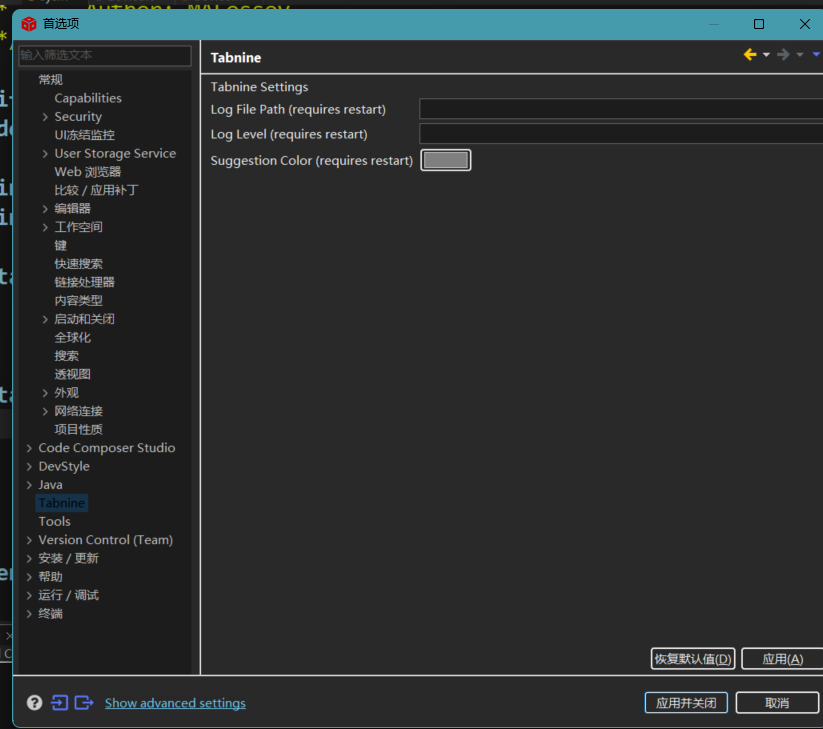 Author: MALossov
首选项
输入筛选文本
常规
Capabilities
Security
UI冻结监控
User Storage Service
Web 浏览器
比较 / 应用补丁
编辑器
工作空间
键
快速搜索
链接处理器
内容类型
启动和关闭
全球化
搜索
透视图
外观
网络连接
项目性质
Code Composer Studio
DevStyle
Java
Tabnine
Tools
Version Control (Team)
安装 / 更新
帮助
运行 / 调试
终端
Tabnine
Tabnine Settings
Log File Path (requires restart)
Log Level (requires restart)
Suggestion Color (requires restart)
恢复默认值(D)
应用(A)
Show advanced settings
应用并关闭
取消